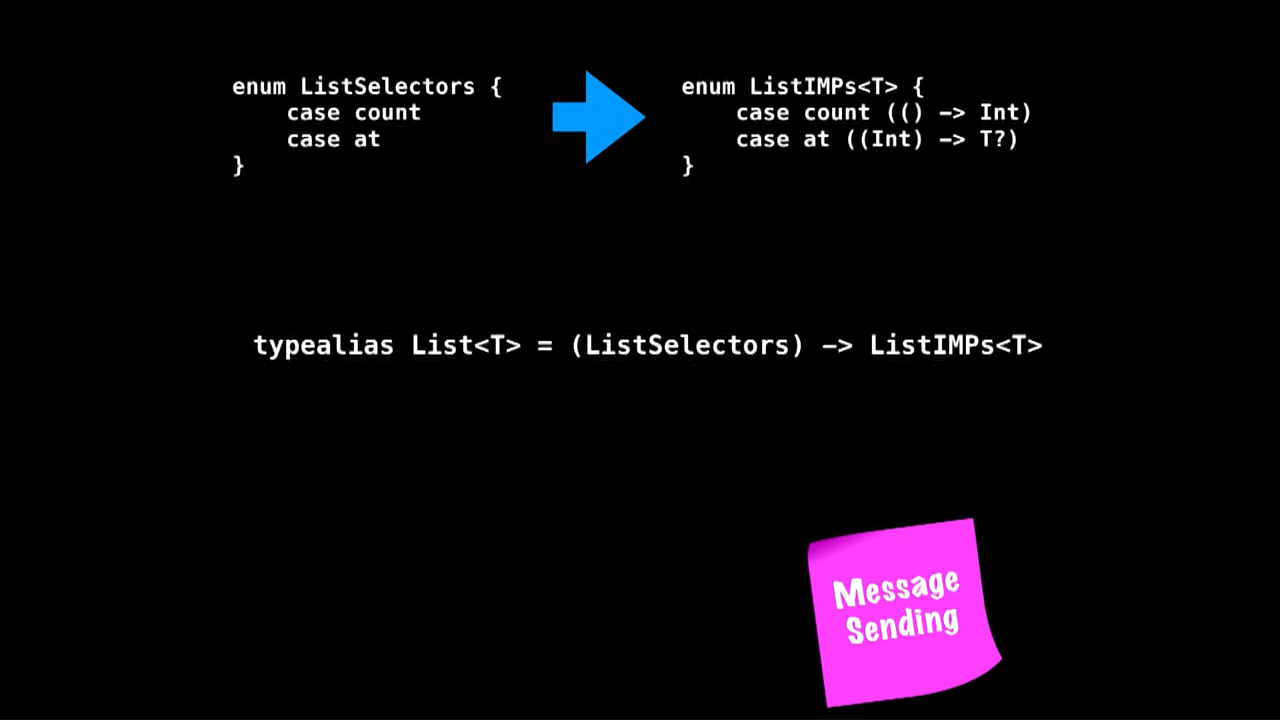 enum ListSelectors {
    case count
    case at
}
enum ListIMPs<T> {
    case count (() -> Int)
    case at ((Int) -> T?)
}
typealias List<T> = (ListSelectors) -> ListIMPs<T>
Message
Sending